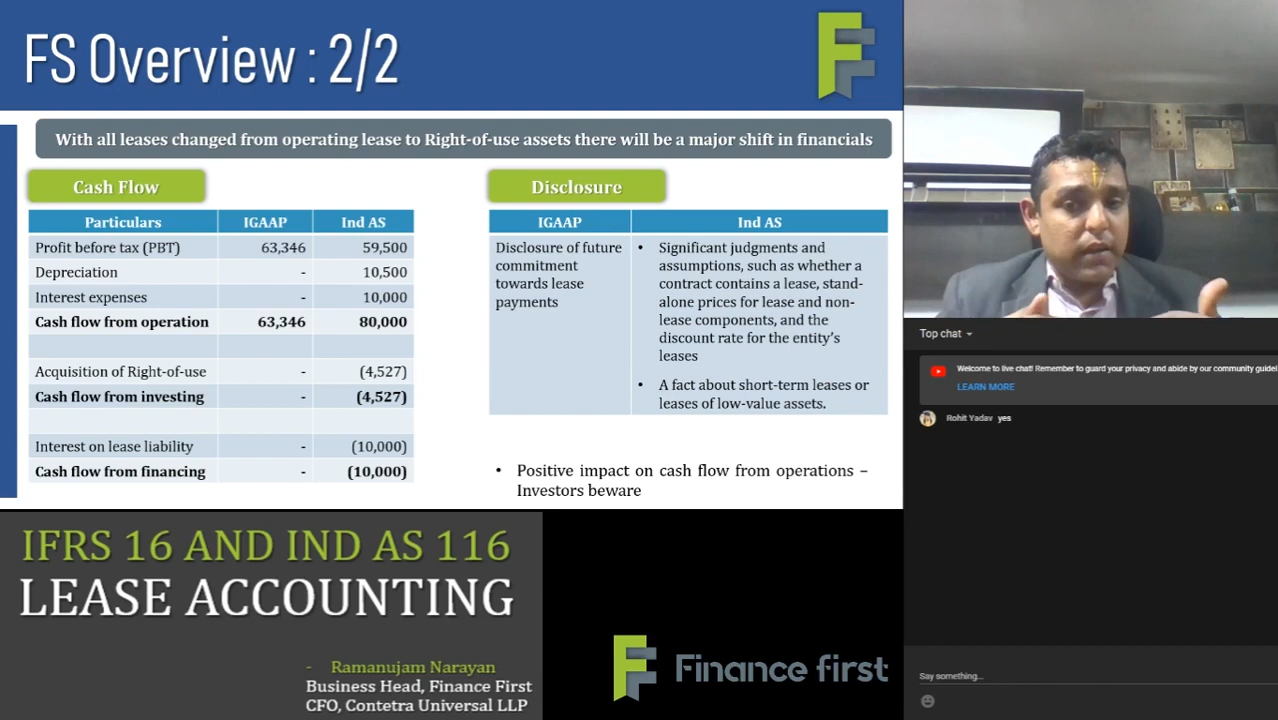 FS Overview : 2/2
With all leases changed from operating lease to Right-of-use assets there will be a major shift in financials
Cash Flow
Particulars IGAAP Ind AS
Profit before tax (PBT) 63,346 59,500
Depreciation - 10,500
Interest expenses - 10,000
Cash flow from operation 63,346 80,000
Acquisition of Right-of-use - (4,527)
Cash flow from investing - (4,527)
Interest on lease liability - (10,000)
Cash flow from financing - (10,000)
Disclosure
IGAAP Ind AS
Disclosure of future
commitment
towards lease
payments
• Significant judgments and
assumptions, such as whether a
contract contains a lease, stand-
alone prices for lease and non-
lease components, and the
discount rate for the entity's
leases
• A fact about short-term leases or
leases of low-value assets.
• Positive impact on cash flow from operations –
Investors beware
IFRS 16 AND IND AS 116
LEASE ACCOUNTING
- Ramanujam Narayan
Business Head, Finance First
CFO, Contetra Universal LLP
Finance first
Top chat
Welcome to live chat! Remember to guard your privacy and abide by our community guidel
LEARN MORE
Rohit Yadav yes
Say something...